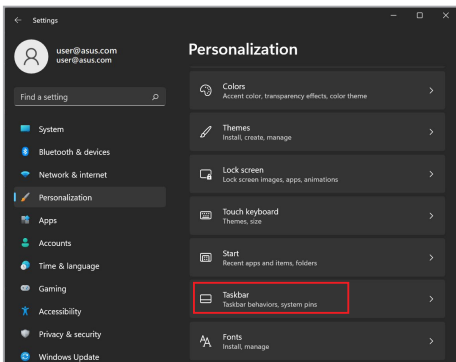 Settings
user@asus.com
user@asus.com
Find a setting
System
Bluetooth & devices
Network & internet
Personalization
Apps
Accounts
Time & language
Gaming
Accessibility
Privacy & security
Windows Update
Personalization
Colors
Accent color, transparency effects, color theme
Themes
Install, create, manage
Lock screen
Lock screen images, apps, animations
Touch keyboard
Themes, size
Start
Recent apps and items, folders
Taskbar
Taskbar behaviors, system pins
Fonts
Install, manage